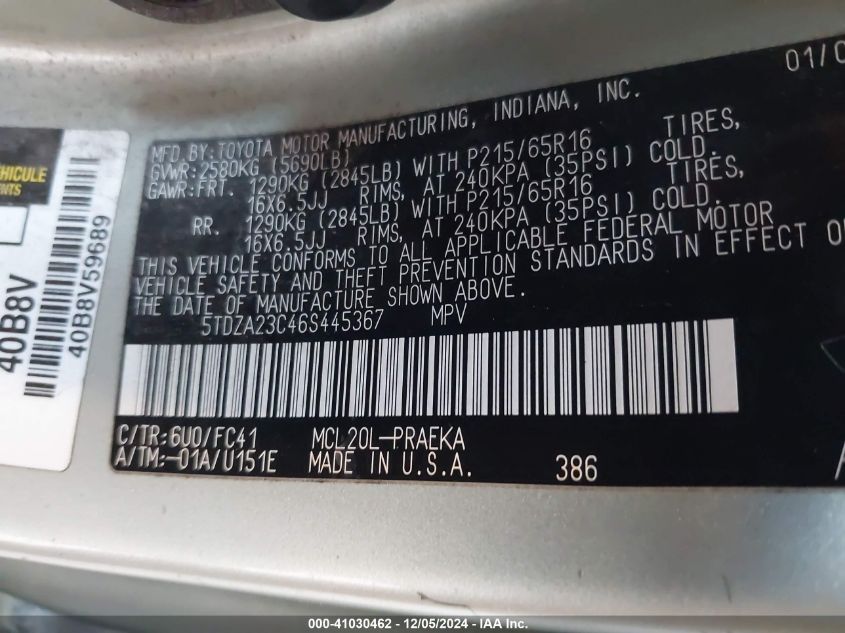 01/0
MFD.BY:TOYOTA MOTOR MANUFACTURING, INDIANA, INC.
GVWR:2580KG (5690LB)
GAWR:FRT. 1290KG (2845LB) WITH P215/65R16 TIRES,
16X6.5JJ RIMS, AT 240KPA (35PSI) COLD.
RR. 1290KG (2845LB) WITH P215/65R16 TIRES,
16X6.5JJ RIMS, AT 240KPA (35PSI) COLD.
THIS VEHICLE CONFORMS TO ALL APPLICABLE FEDERAL MOTOR
VEHICLE SAFETY AND THEFT PREVENTION STANDARDS IN EFFECT O
THE DATE OF MANUFACTURE SHOWN ABOVE.
5TDZA23C46S445367 MPV
C/TR:6U0/FC41 MCL20L-PRAEKA
A/TM:-01A/U151E MADE IN U.S.A. 386
A
VEHICULE
ENTS
40B8V
40B8V59689
000-41030462 - 12/05/2024 - IAA Inc.